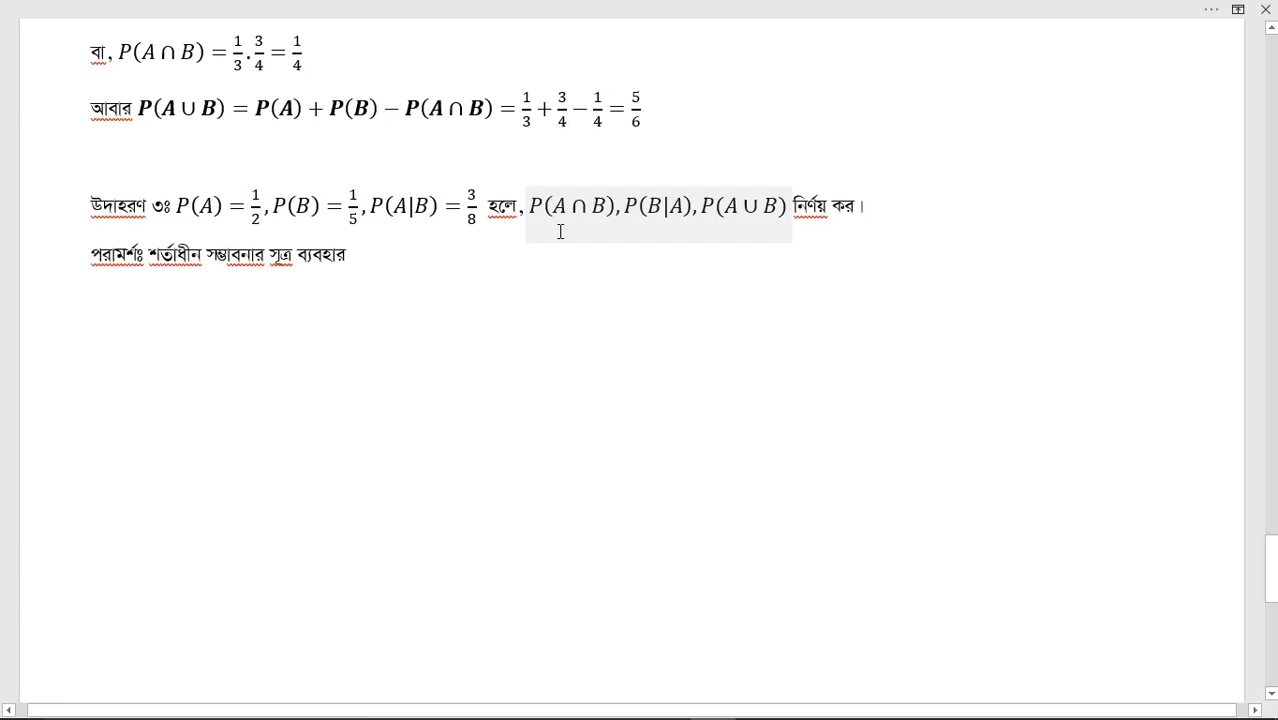 বা, P(A ∩ B) = 1/3 . 3/4 = 1/4
আবার P(A ∪ B) = P(A) + P(B) − P(A ∩ B) = 1/3 + 3/4 − 1/4 = 5/6
উদাহরণ ৩ঃ P(A) = 1/2, P(B) = 1/5, P(A|B) = 3/8 হলে, P(A ∩ B), P(B|A), P(A ∪ B) নির্ণয় কর।
পরামর্শঃ শর্তাধীন সম্ভাবনার সূত্র ব্যবহার